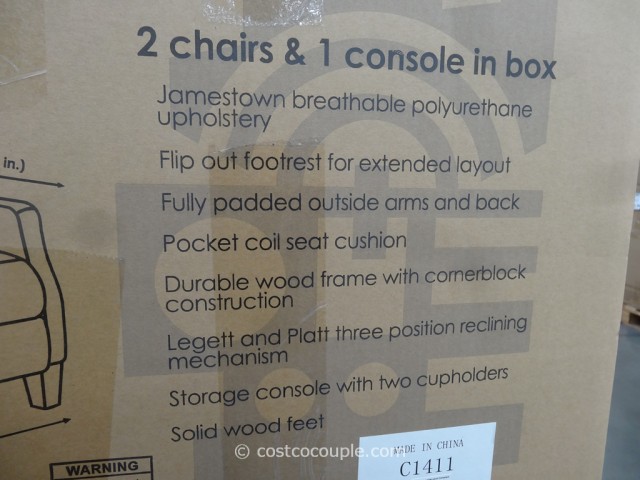 2 chairs & 1 console in box
Jamestown breathable polyurethane
upholstery
in.)
Flip out footrest for extended layout
Fully padded outside arms and back
Pocket coil seat cushion
Durable wood frame with cornerblock
construction
Legett and Platt three position reclining
mechanism
Storage console with two cupholders
Solid wood feet
© costcocouple.com
MADE IN CHINA
C1411
WARNING